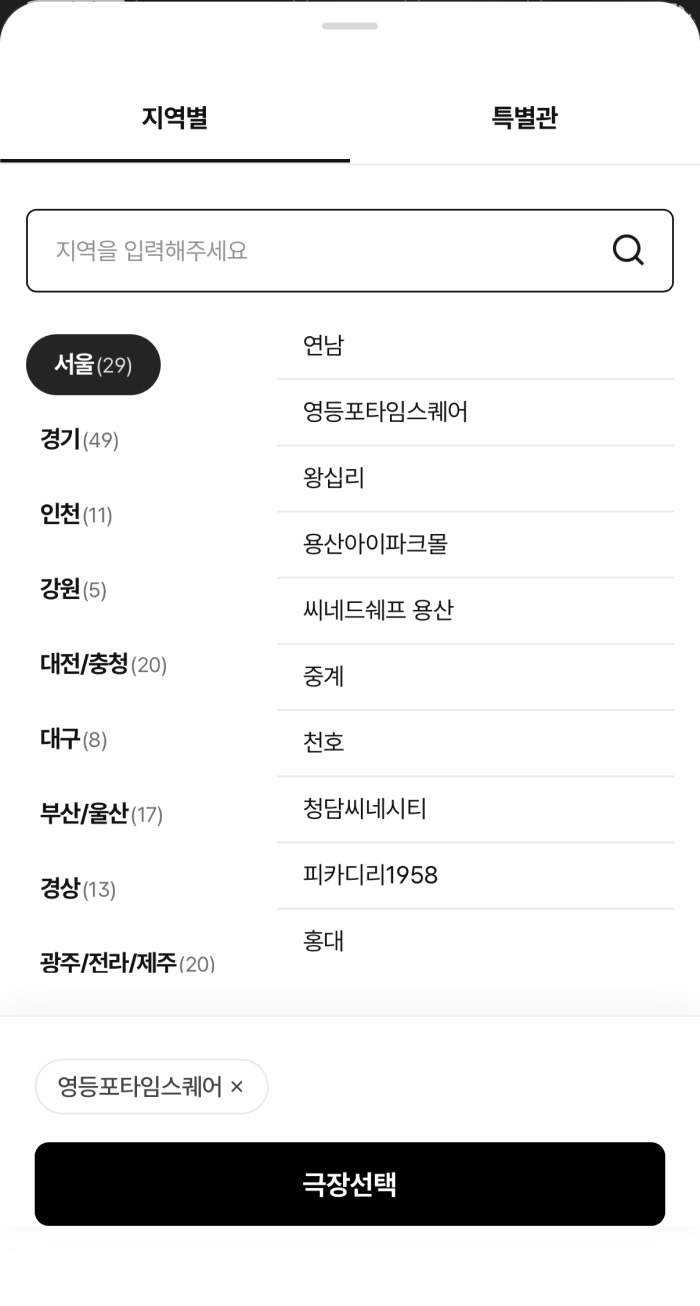 지역별
특별관
지역을 입력해주세요
서울(29)
경기(49)
인천(11)
강원(5)
대전/충청(20)
대구(8)
부산/울산(17)
경상(13)
광주/전라/제주(20)
연남
영등포타임스퀘어
왕십리
용산아이파크몰
씨네드쉐프 용산
중계
천호
청담씨네시티
피카디리1958
홍대
영등포타임스퀘어 ×
극장선택